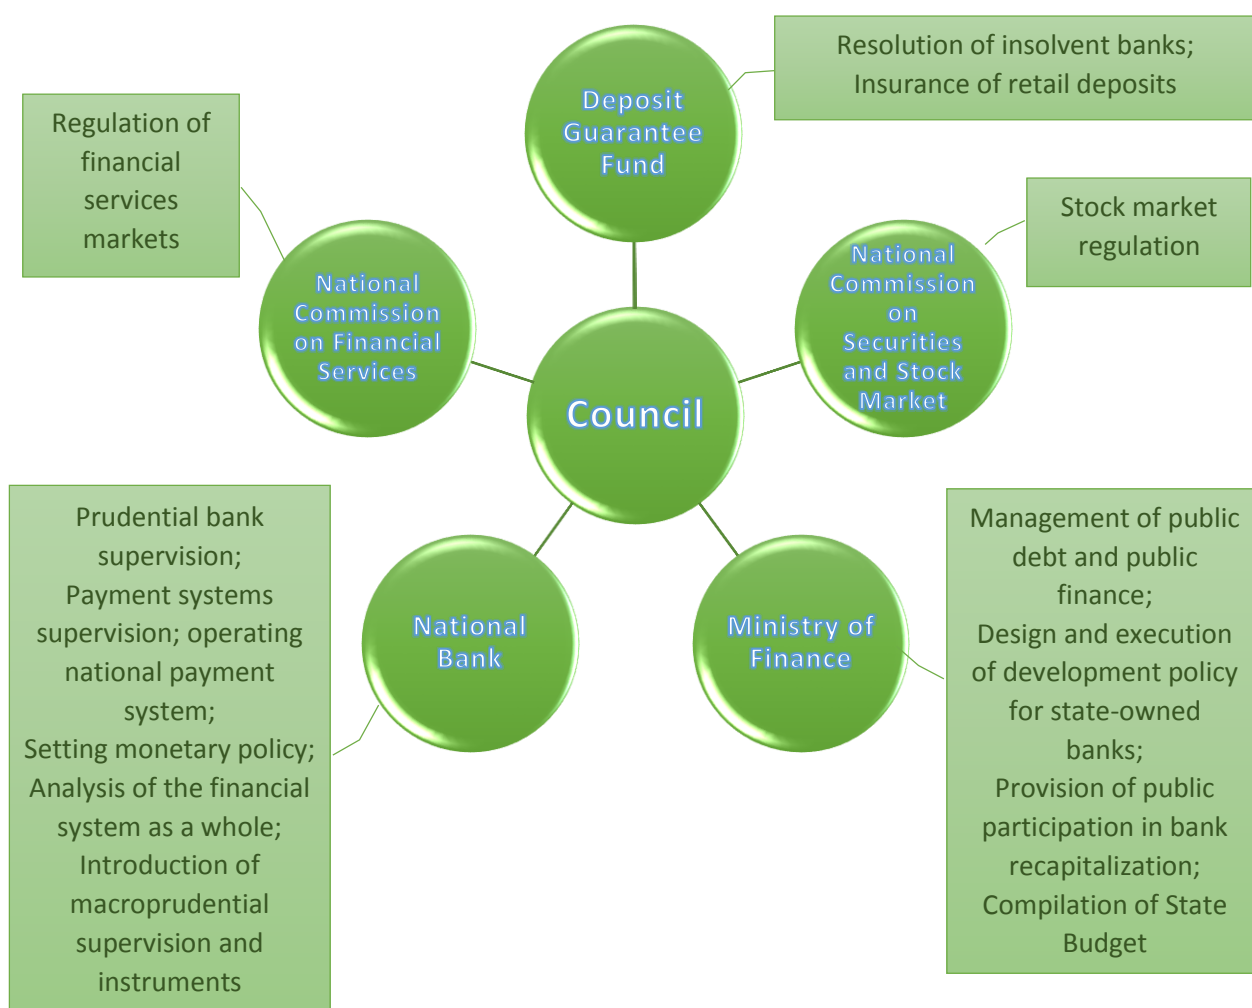 Resolution of insolvent banks;
Insurance of retail deposits
Deposit
Guarantee
Fund
Regulation of
financial
services
markets
Stock market
regulation
National
Commission
on Financial
Services
National
Commission
on
Securities
and Stock
Market
Council
Prudential bank
supervision;
Payment systems
supervision; operating
national payment
system;
Setting monetary policy;
Analysis of the financial
system as a whole;
Introduction of
macroprudential
supervision and
instruments
National
Bank
Ministry of
Finance
Management of public
debt and public
finance;
Design and execution
of development policy
for state-owned
banks;
Provision of public
participation in bank
recapitalization;
Compilation of State
Budget